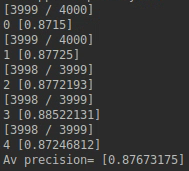 [3999 / 4000]
0 [0.8715]
[3999 / 4000]
1 [0.87725]
[3998 / 3999]
2 [0.8772193]
[3998 / 3999]
3 [0.88522131]
[3998 / 3999]
4 [0.87246812]
Av precision= [0.87673175]